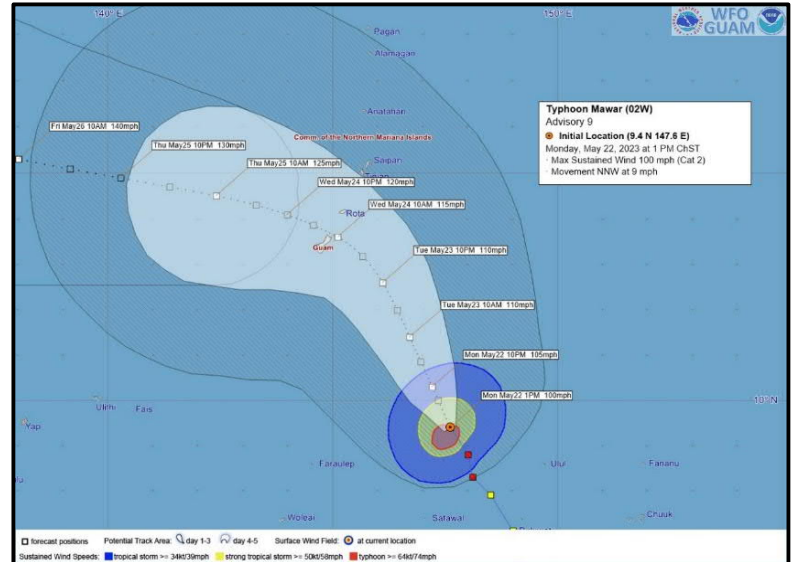 140° E
150° E
WFO
GUAM
Pagan
Alamagan
Typhoon Mawar (02W)
Advisory 9
Initial Location (9.4 N 147.6 E)
Monday, May 22, 2023 at 1 PM ChST
· Max Sustained Wind 100 mph (Cat 2)
· Movement NNW at 9 mph
Anatahan
Fri May26 10AM 140mph
Comm. of the Northern Mariana Islands
Thu May25 10PM 130mph
Saipan
Thu May25 10AM 125mph
Tinian
Wed May24 10PM 120mph
Wed May24 10AM 115mph
Rota
Guam
Tue May23 10PM 110mph
Tue May23 10AM 110mph
Mon May22 10PM 105mph
Mon May22 1PM 100mph
10° N
Ulithi
Fais
Yap
Faraulep
Ulul
Fananu
Woleai
Satawal
Chuuk
forecast positions Potential Track Area: day 1-3 day 4-5 Surface Wind Field: at current location
Sustained Wind Speeds: tropical storm >= 34kt/39mph strong tropical storm >= 50kt/58mph typhoon >= 64kt/74mph